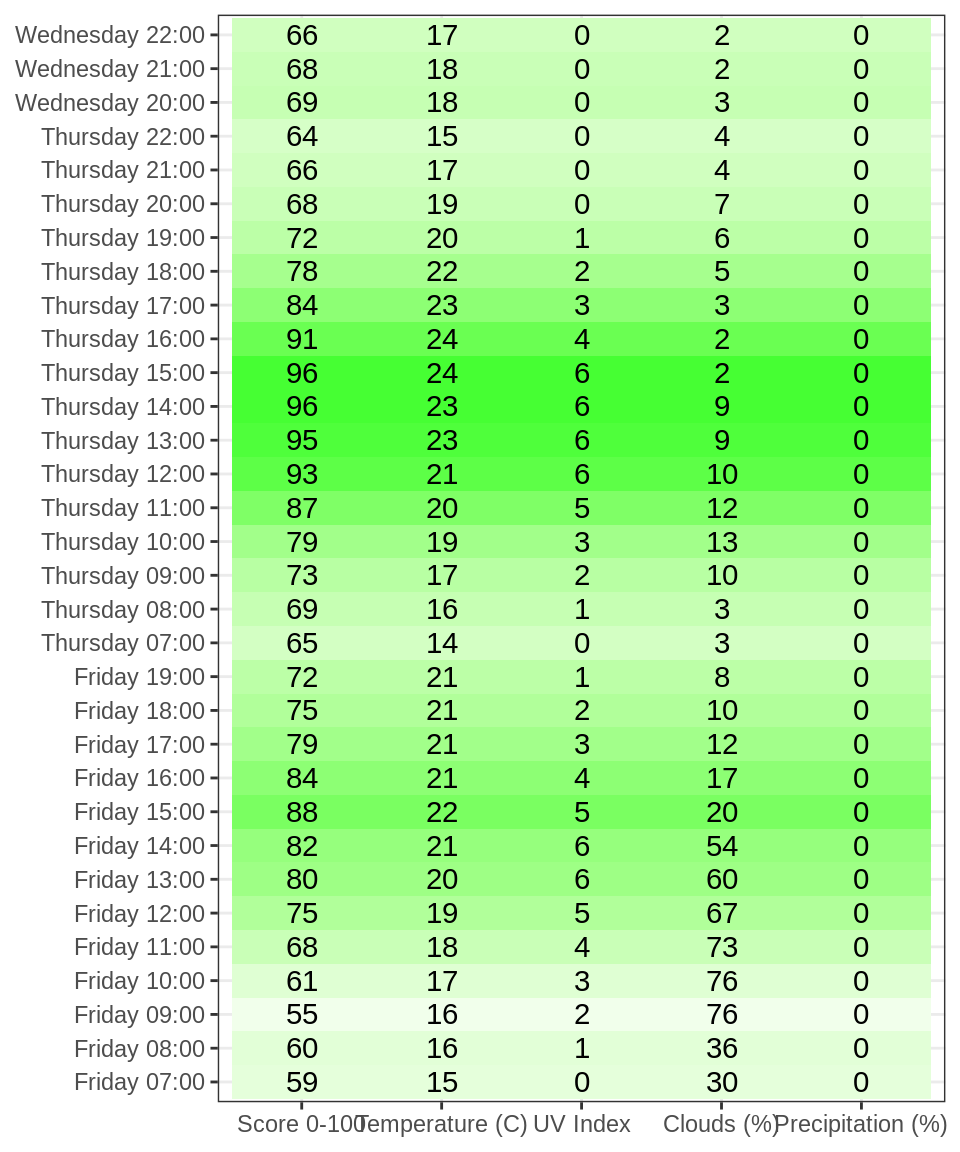 Wednesday 22:00 66 17 0 2 0
Wednesday 21:00 68 18 0 2 0
Wednesday 20:00 69 18 0 3 0
Thursday 22:00 64 15 0 4 0
Thursday 21:00 66 17 0 4 0
Thursday 20:00 68 19 0 7 0
Thursday 19:00 72 20 1 6 0
Thursday 18:00 78 22 2 5 0
Thursday 17:00 84 23 3 3 0
Thursday 16:00 91 24 4 2 0
Thursday 15:00 96 24 6 2 0
Thursday 14:00 96 23 6 9 0
Thursday 13:00 95 23 6 9 0
Thursday 12:00 93 21 6 10 0
Thursday 11:00 87 20 5 12 0
Thursday 10:00 79 19 3 13 0
Thursday 09:00 73 17 2 10 0
Thursday 08:00 69 16 1 3 0
Thursday 07:00 65 14 0 3 0
Friday 19:00 72 21 1 8 0
Friday 18:00 75 21 2 10 0
Friday 17:00 79 21 3 12 0
Friday 16:00 84 21 4 17 0
Friday 15:00 88 22 5 20 0
Friday 14:00 82 21 6 54 0
Friday 13:00 80 20 6 60 0
Friday 12:00 75 19 5 67 0
Friday 11:00 68 18 4 73 0
Friday 10:00 61 17 3 76 0
Friday 09:00 55 16 2 76 0
Friday 08:00 60 16 1 36 0
Friday 07:00 59 15 0 30 0
Score 0-100 Temperature (C) UV Index Clouds (%) Precipitation (%)